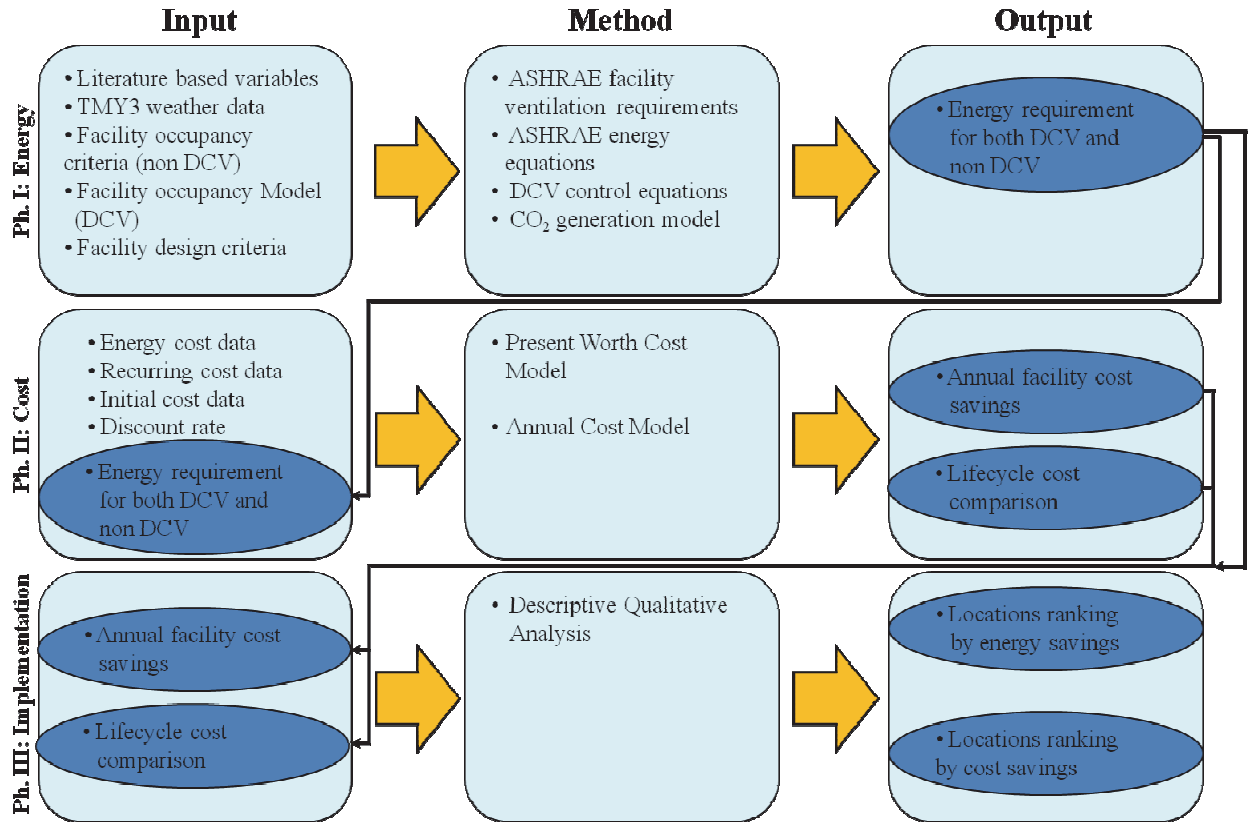 Input
Method
Output
Ph. I: Energy
• Literature based variables
• TMY3 weather data
• Facility occupancy
criteria (non DCV)
• Facility occupancy Model
(DCV)
• Facility design criteria
• ASHRAE facility
ventilation requirements
• ASHRAE energy
equations
• DCV control equations
• CO₂ generation model
• Energy requirement
for both DCV and
non DCV
Ph. II: Cost
• Energy cost data
• Recurring cost data
• Initial cost data
• Discount rate
• Energy requirement
for both DCV and
non DCV
• Present Worth Cost
Model
• Annual Cost Model
• Annual facility cost
savings
• Lifecycle cost
comparison
Ph. III: Implementation
• Annual facility cost
savings
• Lifecycle cost
comparison
• Descriptive Qualitative
Analysis
• Locations ranking
by energy savings
• Locations ranking
by cost savings